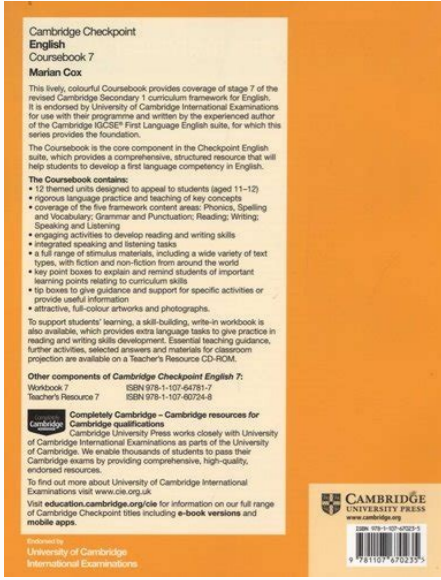 Cambridge Checkpoint
English
Coursebook 7
Marian Cox
This lively, colourful Coursebook provides coverage of stage 7 of the
revised Cambridge Secondary 1 curriculum framework for English.
It is endorsed by University of Cambridge International Examinations
for use with their programme and written by the experienced author
of the Cambridge IGCSE® First Language English suite, for which this
series provides the foundation.
The Coursebook is the core component in the Checkpoint English
suite, which provides a comprehensive, structured resource that will
help students to develop a first language competency in English.
The Coursebook contains:
• 12 themed units designed to appeal to students (aged 11–12)
• rigorous language practice and teaching of key concepts
• coverage of the five framework content areas: Phonics, Spelling
and Vocabulary; Grammar and Punctuation; Reading; Writing;
Speaking and Listening
• engaging activities to develop reading and writing skills
• integrated speaking and listening tasks
• a full range of stimulus materials, including a wide variety of text
types, with fiction and non-fiction from around the world
• key point boxes to explain and remind students of important
learning points relating to curriculum skills
• tip boxes to give guidance and support for specific activities or
provide useful information
• attractive, full-colour artworks and photographs.
To support students' learning, a skill-building, write-in workbook is
also available, which provides extra language tasks to give practice in
reading and writing skills development. Essential teaching guidance,
further activities, selected answers and materials for classroom
projection are available on a Teacher's Resource CD-ROM.
Other components of Cambridge Checkpoint English 7:
Workbook 7 ISBN 978-1-107-64781-7
Teacher's Resource 7 ISBN 978-1-107-60724-8
Completely
Cambridge
Completely Cambridge – Cambridge resources for
Cambridge qualifications
Cambridge University Press works closely with University
of Cambridge International Examinations as parts of the University
of Cambridge. We enable thousands of students to pass their
Cambridge exams by providing comprehensive, high-quality,
endorsed resources.
To find out more about University of Cambridge International
Examinations visit www.cie.org.uk
Visit education.cambridge.org/cie for information on our full range
of Cambridge Checkpoint titles including e-book versions and
mobile apps.
Endorsed by
University of Cambridge
International Examinations
CAMBRIDGE
UNIVERSITY PRESS
www.cambridge.org
ISBN 978-1-107-67023-5
9 781107 670235 >